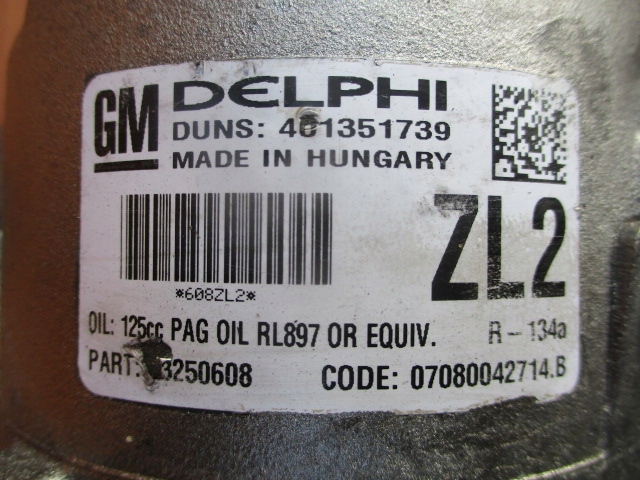 GM DELPHI
DUNS: 401351739
MADE IN HUNGARY
ZL2
*608ZL2*
OIL: 125cc PAG OIL RL897 OR EQUIV. R-134a
PART: 3250608 CODE: 07080042714.B